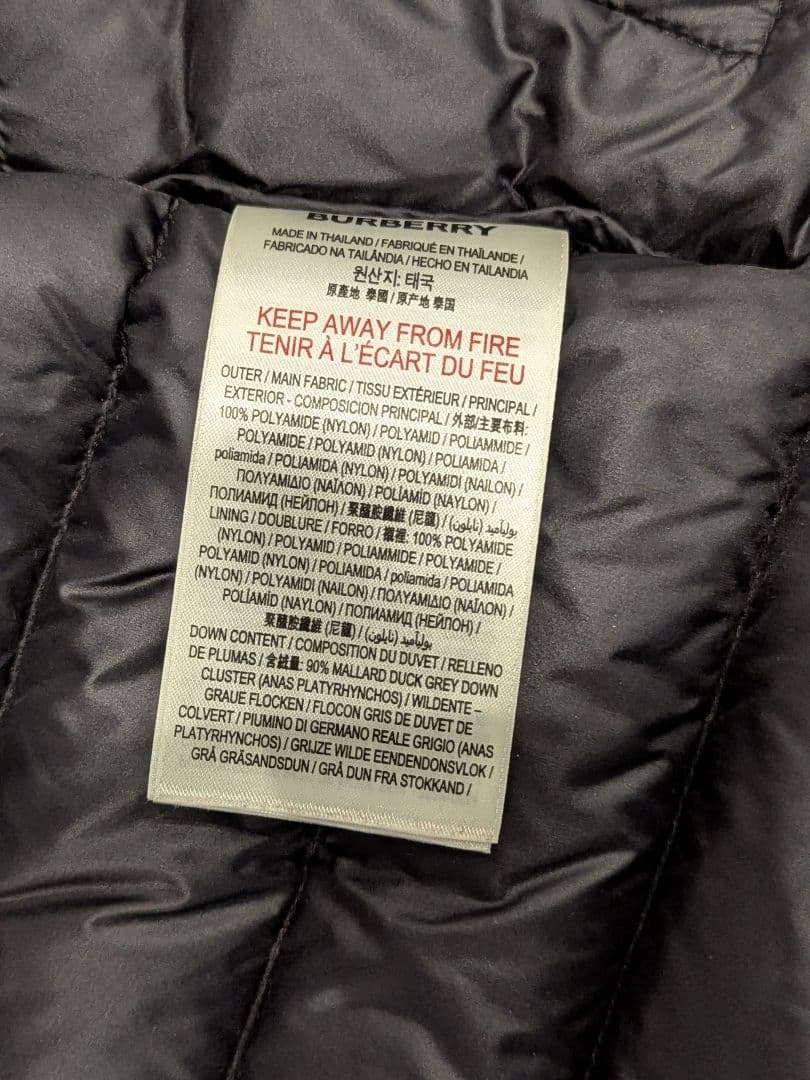 BURBERRY
MADE IN THAILAND / FABRIQUÉ EN THAÏLANDE /
FABRICADO NA TAILÂNDIA / HECHO EN TAILANDIA
원산지: 태국
原產地 泰國 / 原产地 泰国
KEEP AWAY FROM FIRE
TENIR À L'ÉCART DU FEU
OUTER / MAIN FABRIC / TISSU EXTÉRIEUR / PRINCIPAL /
EXTERIOR - COMPOSICION PRINCIPAL / 外部/主要布料:
100% POLYAMIDE (NYLON) / POLYAMID / POLIAMMIDE /
POLYAMIDE / POLYAMID (NYLON) / POLIAMIDA /
poliamida / POLIAMIDA (NYLON) / POLYAMIDI (NAILON) /
ΠΟΛΥΑΜΙΔΙΟ (ΝΑΪΛΟΝ) / POLÍAMÍD (NAYLON) /
ПОЛИАМИД (НЕЙЛОН) / 聚醯胺纖維 (尼龍) / بولياميد (نايلون) /
LINING / DOUBLURE / FORRO / 襯裡: 100% POLYAMIDE
(NYLON) / POLYAMID / POLIAMMIDE / POLYAMIDE /
POLYAMID (NYLON) / POLIAMIDA / poliamida / POLIAMIDA
(NYLON) / POLYAMIDI (NAILON) / ΠΟΛΥΑΜΙΔΙΟ (ΝΑΪΛΟΝ) /
POLÍAMÍD (NAYLON) / ПОЛИАМИД (НЕЙЛОН) /
聚醯胺纖維 (尼龍) / بولياميد (نايلون)
DOWN CONTENT / COMPOSITION DU DUVET / RELLENO
DE PLUMAS / 含絨量: 90% MALLARD DUCK GREY DOWN
CLUSTER (ANAS PLATYRHYNCHOS) / WILDENTE –
GRAUE FLOCKEN / FLOCON GRIS DE DUVET DE
COLVERT / PIUMINO DI GERMANO REALE GRIGIO (ANAS
PLATYRHYNCHOS) / GRIJZE WILDE EENDENDONSVLOK /
GRÅ GRÄSANDSDUN / GRÅ DUN FRA STOKKAND /